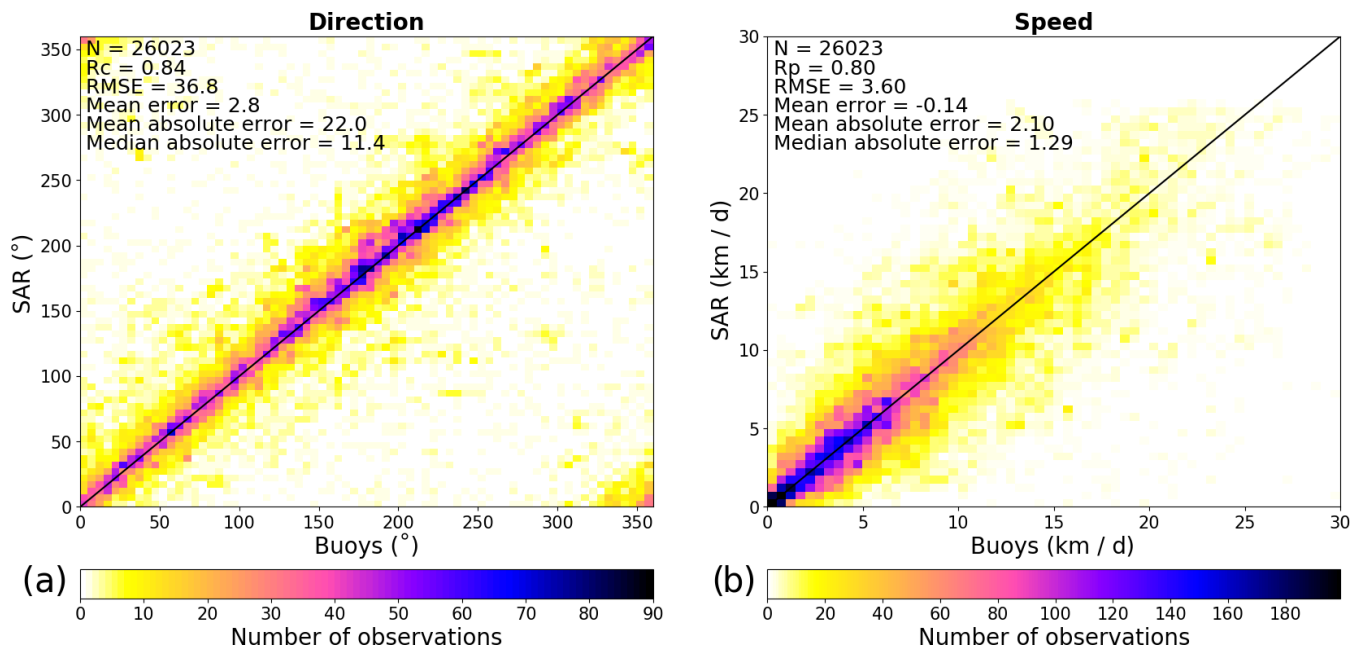 Direction
N = 26023
Rc = 0.84
RMSE = 36.8
Mean error = 2.8
Mean absolute error = 22.0
Median absolute error = 11.4
350
300
250
200
150
100
50
0
SAR (°)
0 50 100 150 200 250 300 350
Buoys (°)
(a)
0 10 20 30 40 50 60 70 80 90
Number of observations
Speed
N = 26023
Rp = 0.80
RMSE = 3.60
Mean error = -0.14
Mean absolute error = 2.10
Median absolute error = 1.29
30
25
20
15
10
5
0
SAR (km / d)
0 5 10 15 20 25 30
Buoys (km / d)
(b)
0 20 40 60 80 100 120 140 160 180
Number of observations